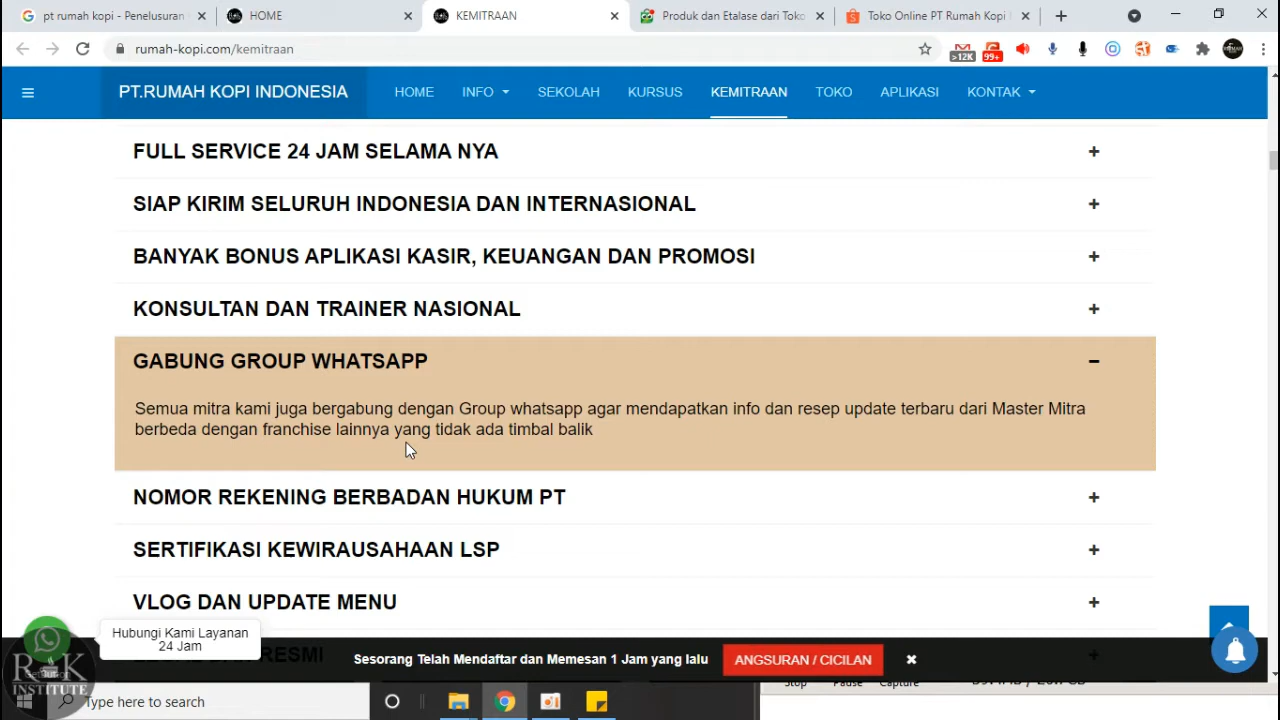 pt rumah kopi - Penelusuran
HOME
KEMITRAAN
Produk dan Etalase dari Toko
Toko Online PT Rumah Kopi
rumah-kopi.com/kemitraan
>12K
99+
PT.RUMAH KOPI INDONESIA
HOME
INFO
SEKOLAH
KURSUS
KEMITRAAN
TOKO
APLIKASI
KONTAK
FULL SERVICE 24 JAM SELAMA NYA
SIAP KIRIM SELURUH INDONESIA DAN INTERNASIONAL
BANYAK BONUS APLIKASI KASIR, KEUANGAN DAN PROMOSI
KONSULTAN DAN TRAINER NASIONAL
GABUNG GROUP WHATSAPP
Semua mitra kami juga bergabung dengan Group whatsapp agar mendapatkan info dan resep update terbaru dari Master Mitra
berbeda dengan franchise lainnya yang tidak ada timbal balik
NOMOR REKENING BERBADAN HUKUM PT
SERTIFIKASI KEWIRAUSAHAAN LSP
VLOG DAN UPDATE MENU
Hubungi Kami Layanan
24 Jam
Sesorang Telah Mendaftar dan Memesan 1 Jam yang lalu
ANGSURAN / CICILAN
RK
INSTITUTE
Type here to search
Stop
Pause
Capture